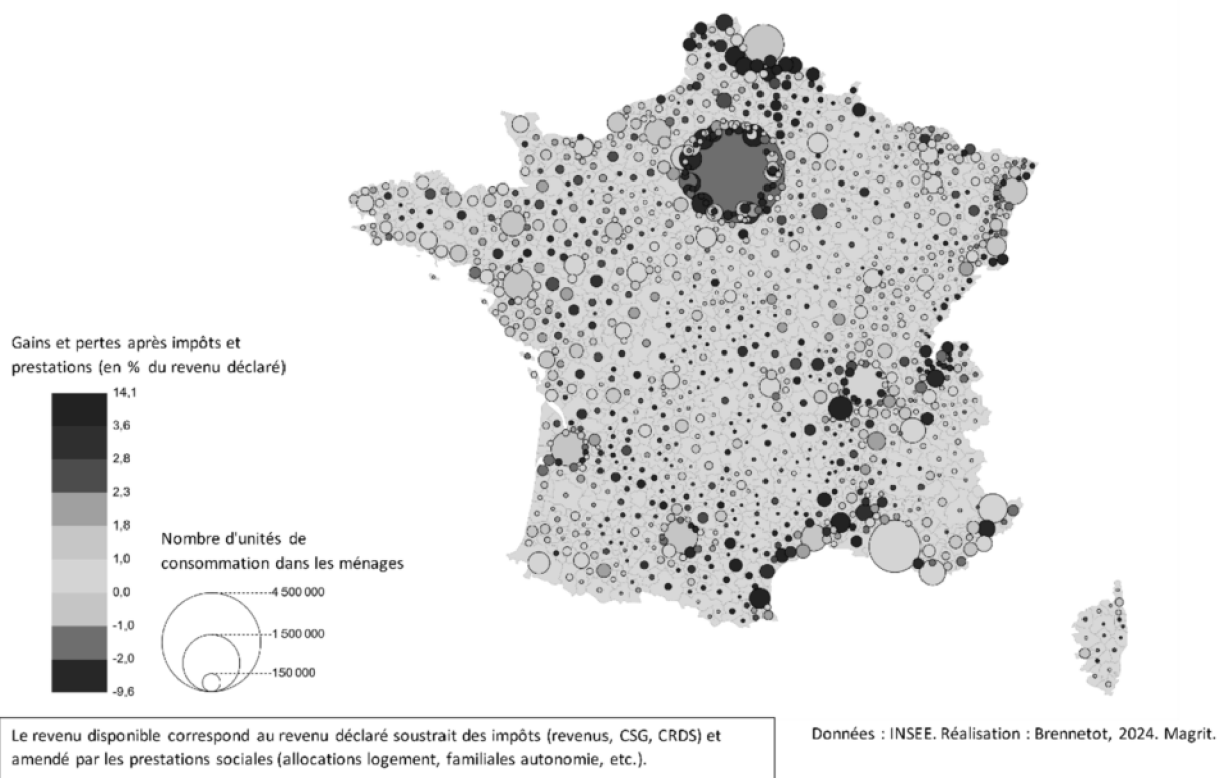 Gains et pertes après impôts et
prestations (en % du revenu déclaré)
14,1
3,6
2,8
2,3
1,8
1,0
0,0
-1,0
-2,0
-9,6
Nombre d'unités de
consommation dans les ménages
4 500 000
1 500 000
150 000
Le revenu disponible correspond au revenu déclaré soustrait des impôts (revenus, CSG, CRDS) et
amendé par les prestations sociales (allocations logement, familiales autonomie, etc.).
Données : INSEE. Réalisation : Brennetot, 2024. Magrit.